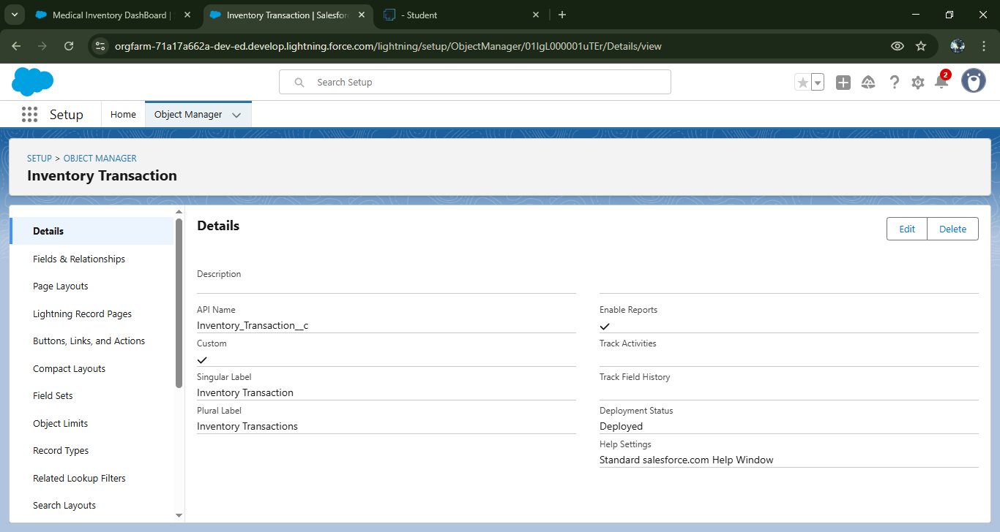 Medical Inventory DashBoard |
Inventory Transaction | Salesfor
- Student
orgfarm-71a17a662a-dev-ed.develop.lightning.force.com/lightning/setup/ObjectManager/01IgL000001uTEr/Details/view
Search Setup
2
Setup
Home
Object Manager
SETUP > OBJECT MANAGER
Inventory Transaction
Details
Fields & Relationships
Page Layouts
Lightning Record Pages
Buttons, Links, and Actions
Compact Layouts
Field Sets
Object Limits
Record Types
Related Lookup Filters
Search Layouts
Details
Edit
Delete
Description
API Name
Inventory_Transaction__c
Custom
Singular Label
Inventory Transaction
Plural Label
Inventory Transactions
Enable Reports
Track Activities
Track Field History
Deployment Status
Deployed
Help Settings
Standard salesforce.com Help Window